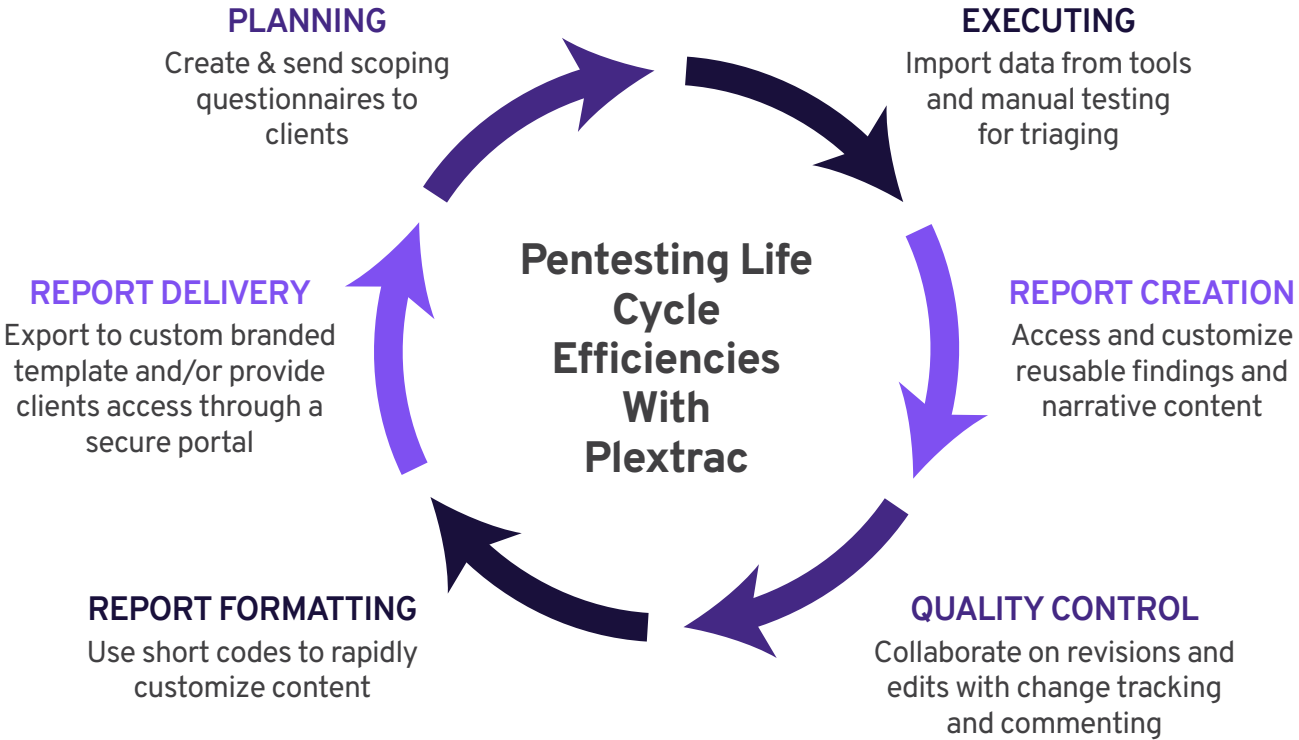 PLANNING
Create & send scoping
questionnaires to
clients
EXECUTING
Import data from tools
and manual testing
for triaging
REPORT CREATION
Access and customize
reusable findings and
narrative content
QUALITY CONTROL
Collaborate on revisions and
edits with change tracking
and commenting
REPORT FORMATTING
Use short codes to rapidly
customize content
REPORT DELIVERY
Export to custom branded
template and/or provide
clients access through a
secure portal
Pentesting Life
Cycle
Efficiencies
With
Plextrac